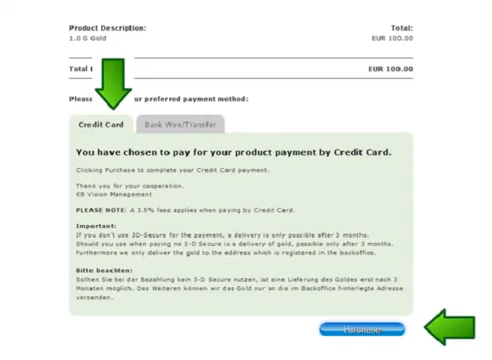 Product Description: Total:
1.0 G Gold EUR 100.00
Total EUR 100.00
Please ur preferred payment method:
Credit Card Bank Wire/Transfer
You have chosen to pay for your product payment by Credit Card.
Clicking Purchase to complete your Credit Card payment.
Thank you for your cooperation.
KB Vision Management
PLEASE NOTE: A 3.5% fees applies when paying by Credit Card.
Important:
If you don't use 3D-Secure for the payment, a delivery is only possible after 3 months.
Should you use when paying no 3-D Secure is a delivery of gold, possible only after 3 months.
Furthermore we only deliver the gold to the address which is registered in the backoffice.
Bitte beachten:
Sollten Sie bei der Bezahlung kein 3-D Secure nutzen, ist eine Lieferung des Goldes erst nach 3
Monaten möglich. Des Weiteren können wir das Gold nur an die im Backoffice hinterlegte Adresse
versenden.
Purchase